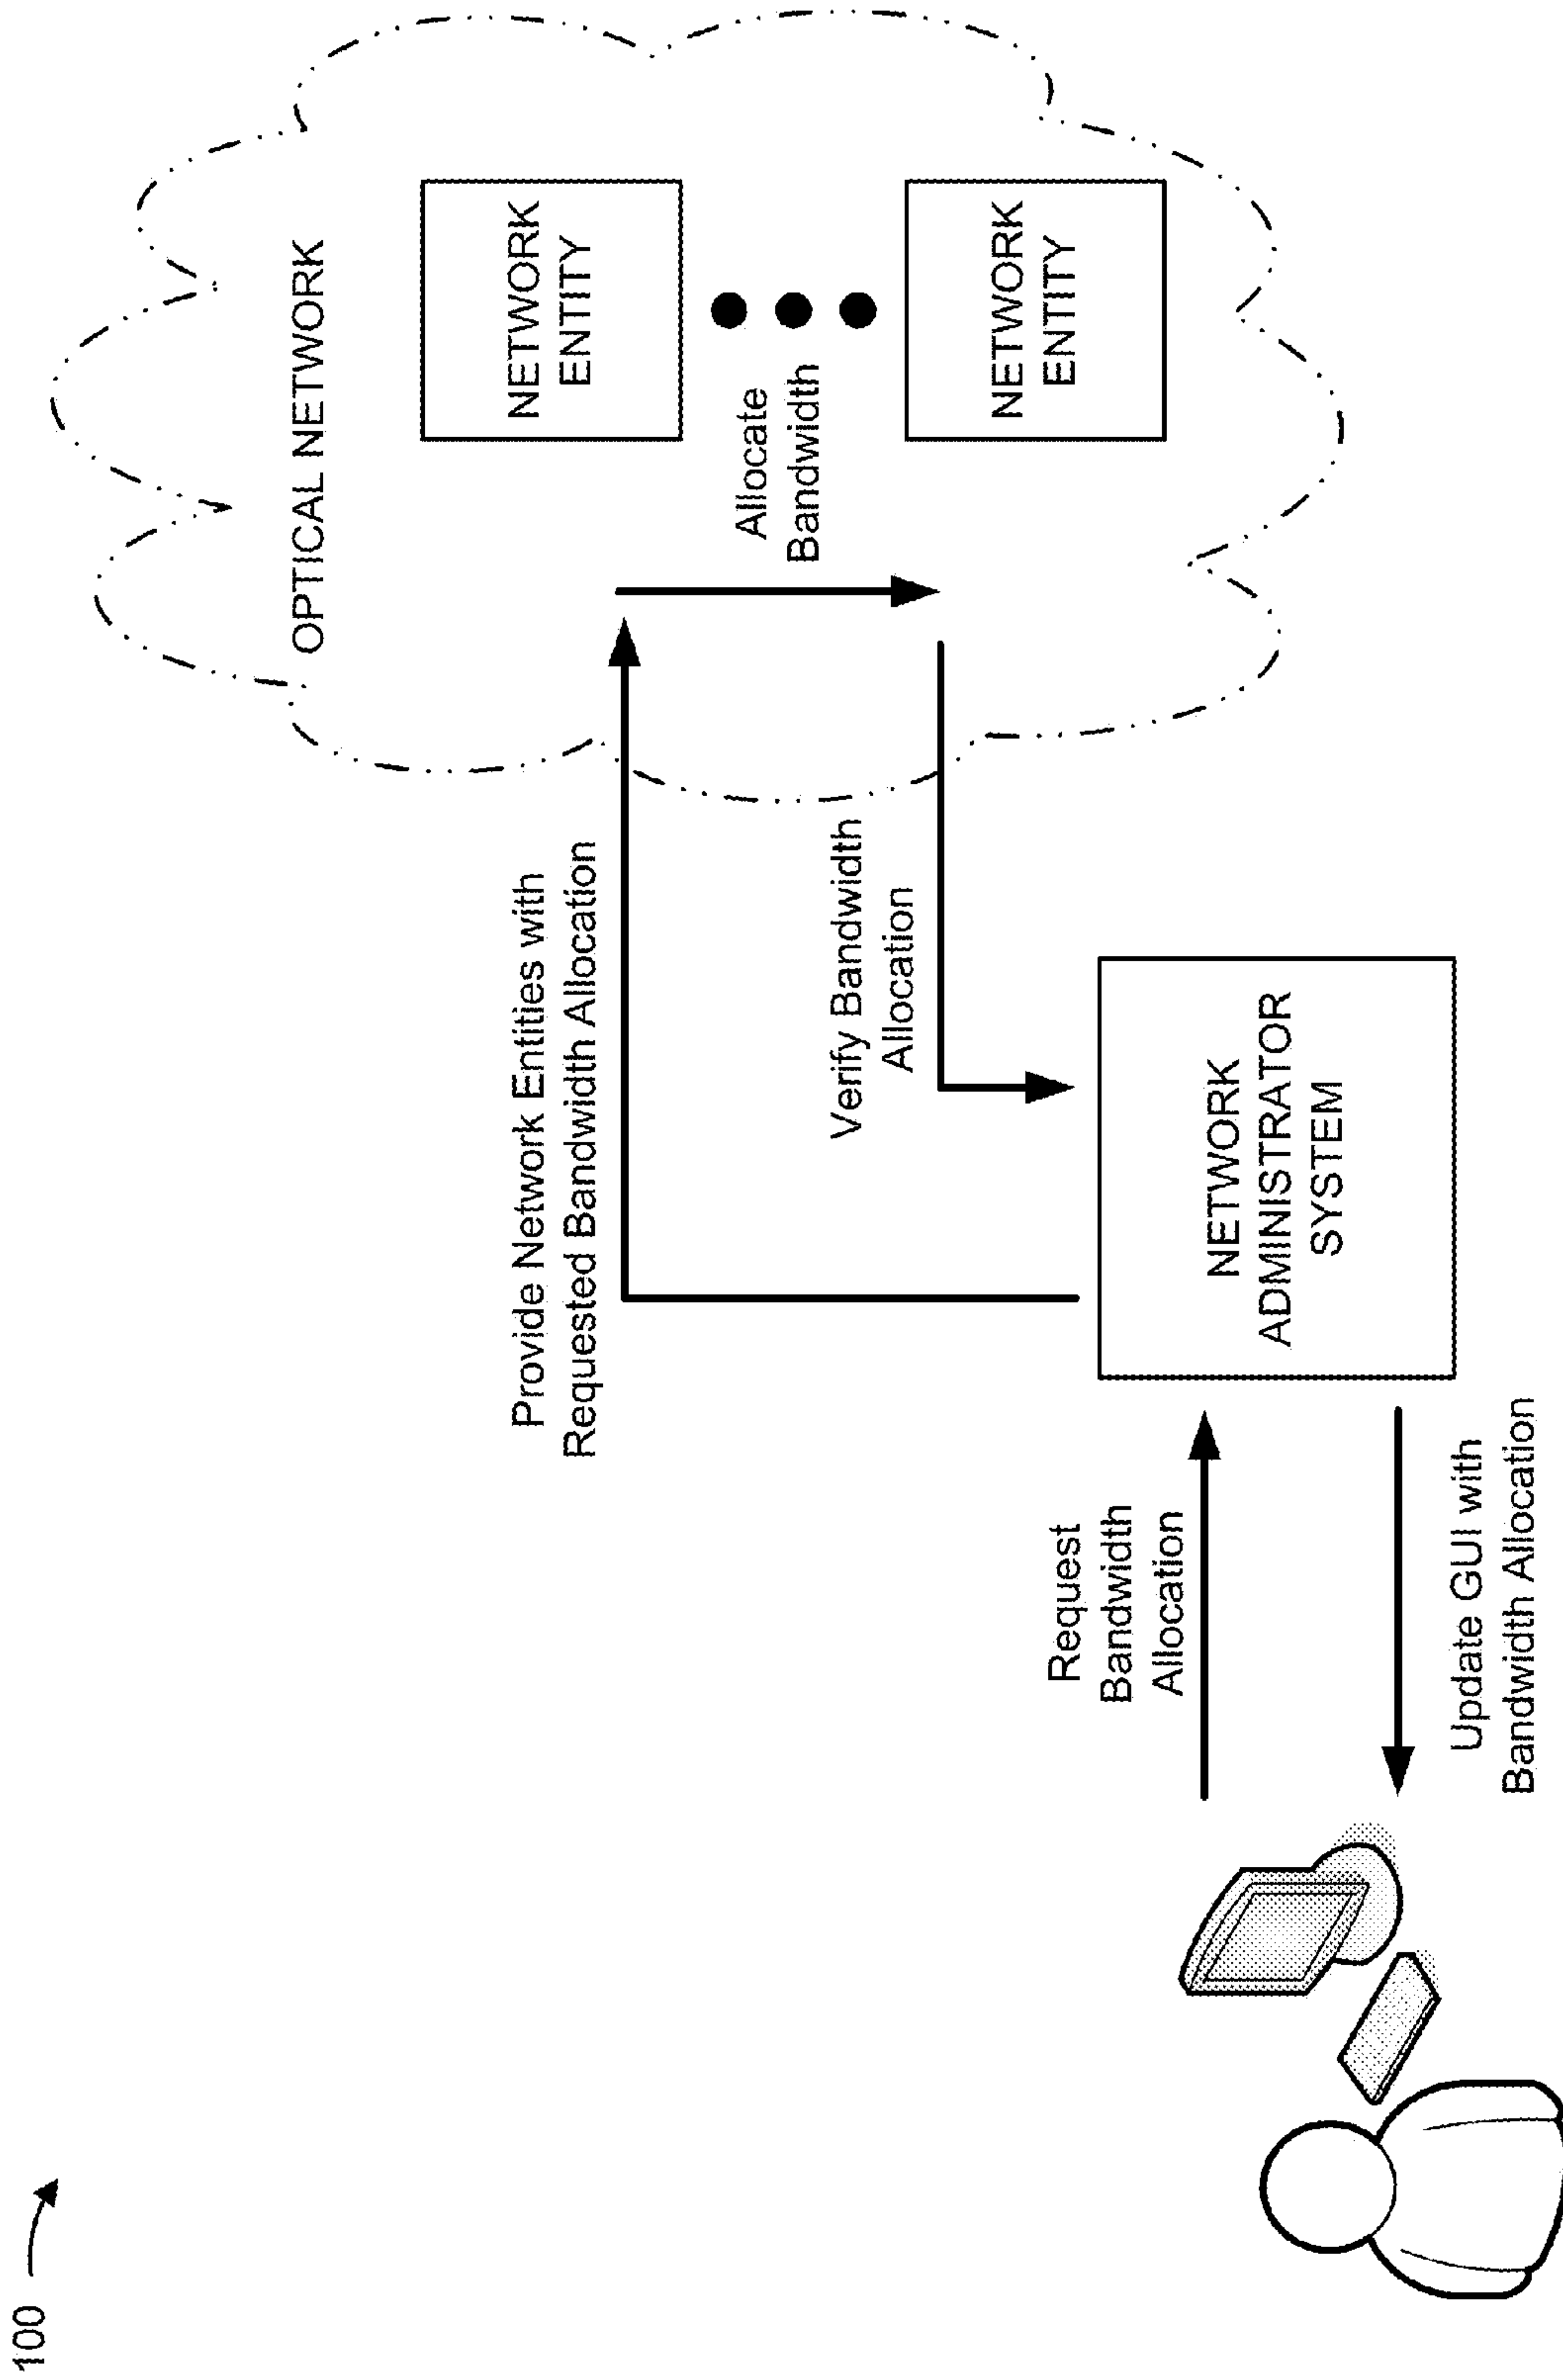 100
OPTICAL NETWORK
NETWORK
ENTITY
Allocate
Bandwidth
NETWORK
ENTITY
Provide Network Entities with
Requested Bandwidth Allocation
Verify Bandwidth
Allocation
NETWORK
ADMINISTRATOR
SYSTEM
Request
Bandwidth
Allocation
Update GUI with
Bandwidth Allocation